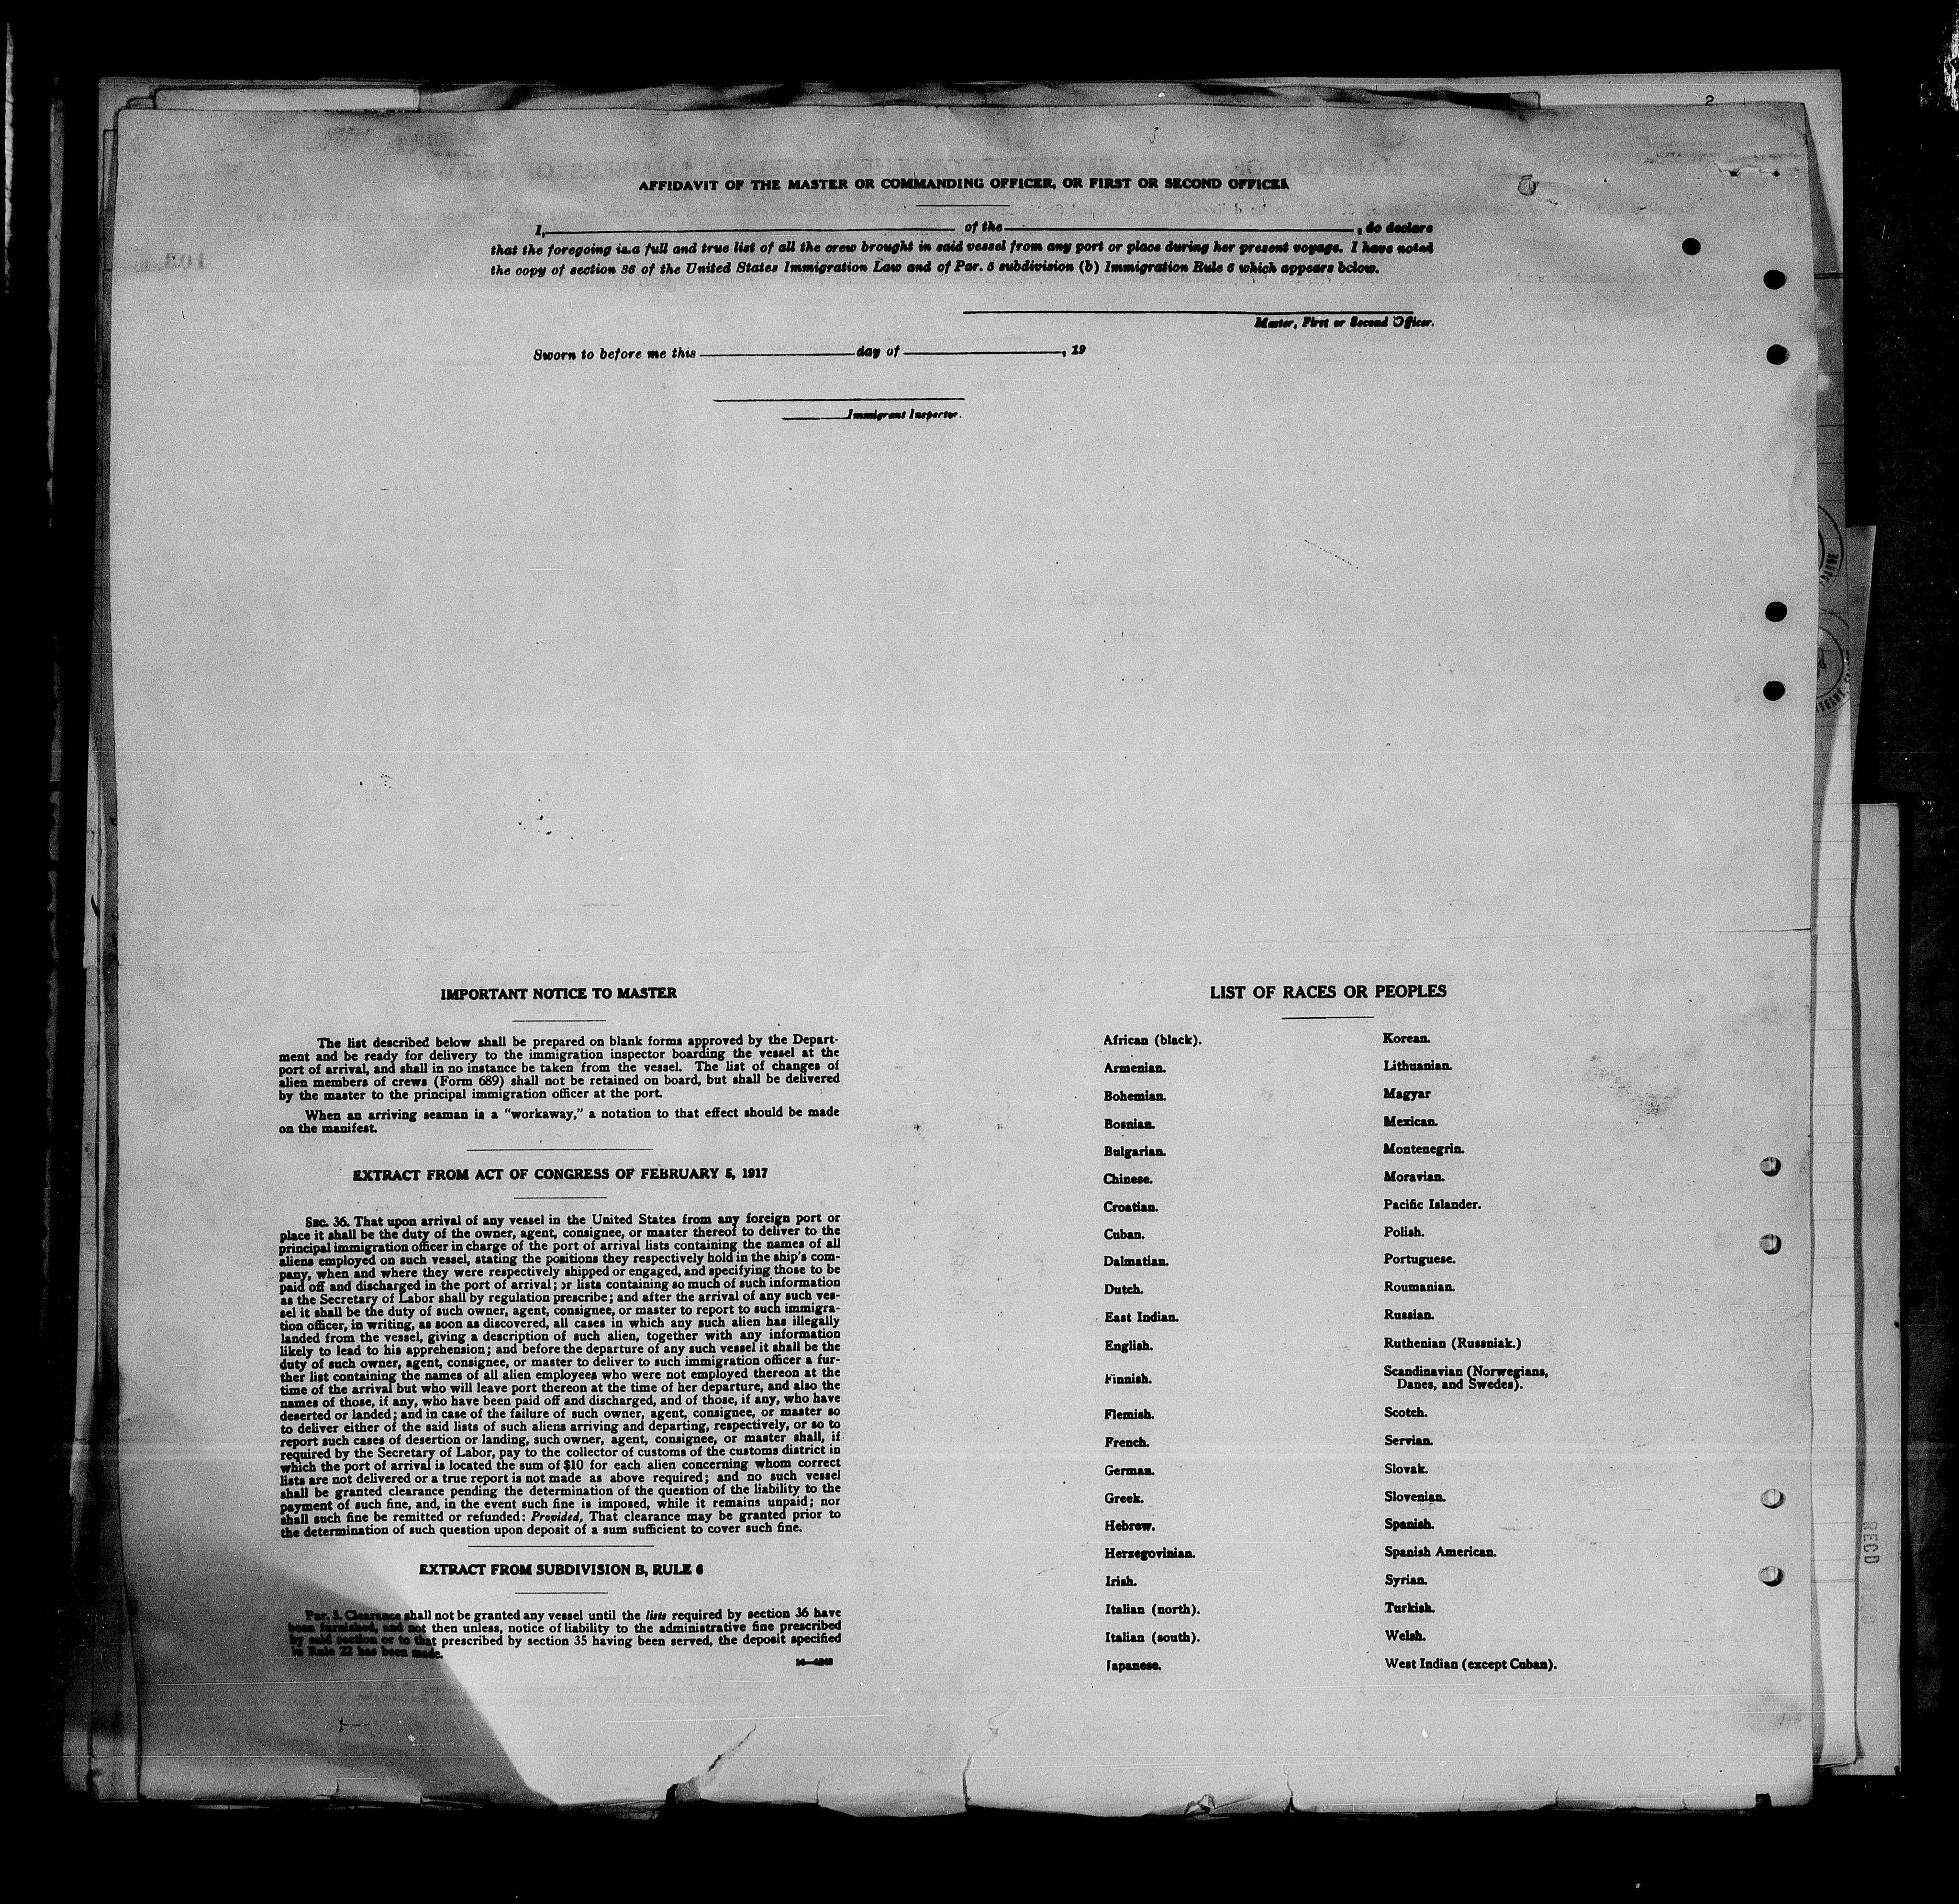 2
AFFIDAVIT OF THE MASTER OR COMMANDING OFFICER, OR FIRST OR SECOND OFFICER
I, of the , do declare
that the foregoing is a full and true list of all the crew brought in said vessel from any port or place during her present voyage. I have noted
the copy of section 36 of the United States Immigration Law and of Par. 5 subdivision (b) Immigration Rule 6 which appears below.
Master, First or Second Officer.
Sworn to before me this day of , 19
Immigrant Inspector.
IMPORTANT NOTICE TO MASTER
The list described below shall be prepared on blank forms approved by the Depart-
ment and be ready for delivery to the immigration inspector boarding the vessel at the
port of arrival, and shall in no instance be taken from the vessel. The list of changes of
alien members of crews (Form 689) shall not be retained on board, but shall be delivered
by the master to the principal immigration officer at the port.
When an arriving seaman is a "workaway," a notation to that effect should be made
on the manifest.
EXTRACT FROM ACT OF CONGRESS OF FEBRUARY 5, 1917
SEC. 36. That upon arrival of any vessel in the United States from any foreign port or
place it shall be the duty of the owner, agent, consignee, or master thereof to deliver to the
principal immigration officer in charge of the port of arrival lists containing the names of all
aliens employed on such vessel, stating the positions they respectively hold in the ship's com-
pany, when and where they were respectively shipped or engaged, and specifying those to be
paid off and discharged in the port of arrival; or lists containing so much of such information
as the Secretary of Labor shall by regulation prescribe; and after the arrival of any such ves-
sel it shall be the duty of such owner, agent, consignee, or master to report to such immigra-
tion officer, in writing, as soon as discovered, all cases in which any such alien has illegally
landed from the vessel, giving a description of such alien, together with any information
likely to lead to his apprehension; and before the departure of any such vessel it shall be the
duty of such owner, agent, consignee, or master to deliver to such immigration officer a fur-
ther list containing the names of all alien employees who were not employed thereon at the
time of the arrival but who will leave port thereon at the time of her departure, and also the
names of those, if any, who have been paid off and discharged, and of those, if any, who have
deserted or landed; and in case of the failure of such owner, agent, consignee, or master so
to deliver either of the said lists of such aliens arriving and departing, respectively, or so to
report such cases of desertion or landing, such owner, agent, consignee, or master shall, if
required by the Secretary of Labor, pay to the collector of customs of the customs district in
which the port of arrival is located the sum of $10 for each alien concerning whom correct
lists are not delivered or a true report is not made as above required; and no such vessel
shall be granted clearance pending the determination of the question of the liability to the
payment of such fine, and, in the event such fine is imposed, while it remains unpaid; nor
shall such fine be remitted or refunded: Provided, That clearance may be granted prior to
the determination of such question upon deposit of a sum sufficient to cover such fine.
EXTRACT FROM SUBDIVISION B, RULE 6
Par. 5. Clearance shall not be granted any vessel until the lists required by section 36 have
been furnished, and not then unless, notice of liability to the administrative fine prescribed
by said section or to that prescribed by section 35 having been served, the deposit specified
in Rule 22 has been made.
LIST OF RACES OR PEOPLES
African (black).
Armenian.
Bohemian.
Bosnian.
Bulgarian.
Chinese.
Croatian.
Cuban.
Dalmatian.
Dutch.
East Indian.
English.
Finnish.
Flemish.
French.
German.
Greek.
Hebrew.
Herzegovinian.
Irish.
Italian (north).
Italian (south).
Japanese.
Korean.
Lithuanian.
Magyar
Mexican.
Montenegrin.
Moravian.
Pacific Islander.
Polish.
Portuguese.
Roumanian.
Russian.
Ruthenian (Russniak.)
Scandinavian (Norwegians,
Danes, and Swedes).
Scotch.
Servian.
Slovak.
Slovenian.
Spanish.
Spanish American.
Syrian.
Turkish.
Welsh.
West Indian (except Cuban).
RECD